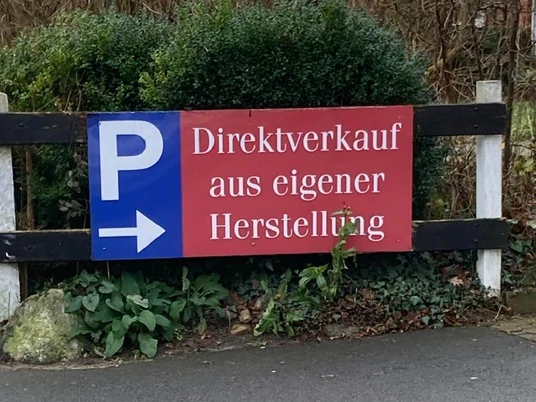 P
Direktverkauf
aus eigener
Herstellung